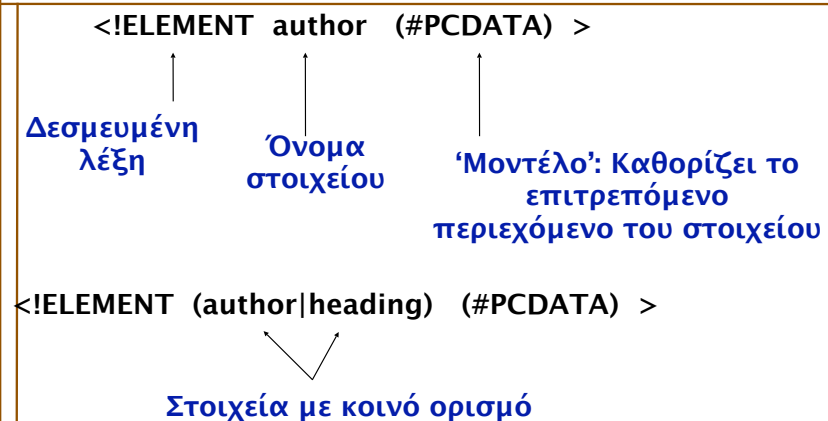 <!ELEMENT author (#PCDATA) >
Δεσμευμένη
λέξη
Όνομα
στοιχείου
‘Μοντέλο’: Καθορίζει το
επιτρεπόμενο
περιεχόμενο του στοιχείου
<!ELEMENT (author|heading) (#PCDATA) >
Στοιχεία με κοινό ορισμό